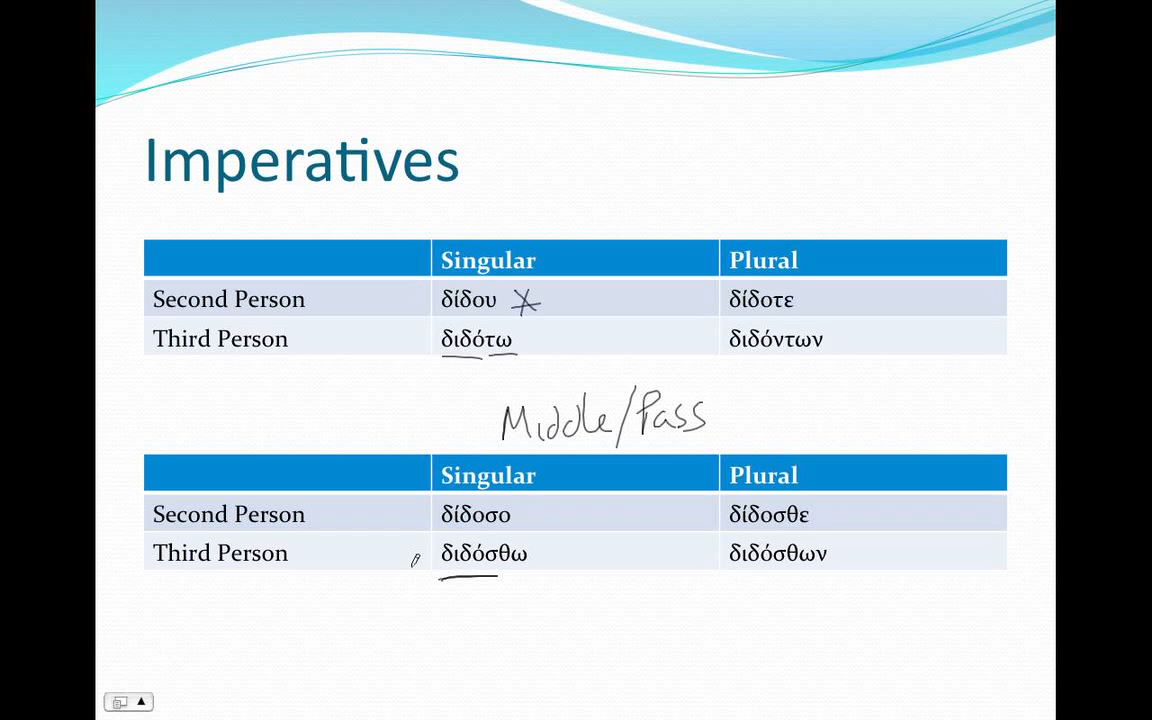 Imperatives
Singular Plural
Second Person δίδου δίδοτε
Third Person διδότω διδόντων
Middle/Pass
Singular Plural
Second Person δίδοσο δίδοσθε
Third Person διδόσθω διδόσθων